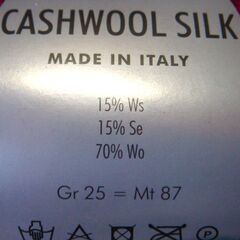 CASHWOOL SILK
MADE IN ITALY
15% Ws
15% Se
70% Wo
Gr 25 = Mt 87